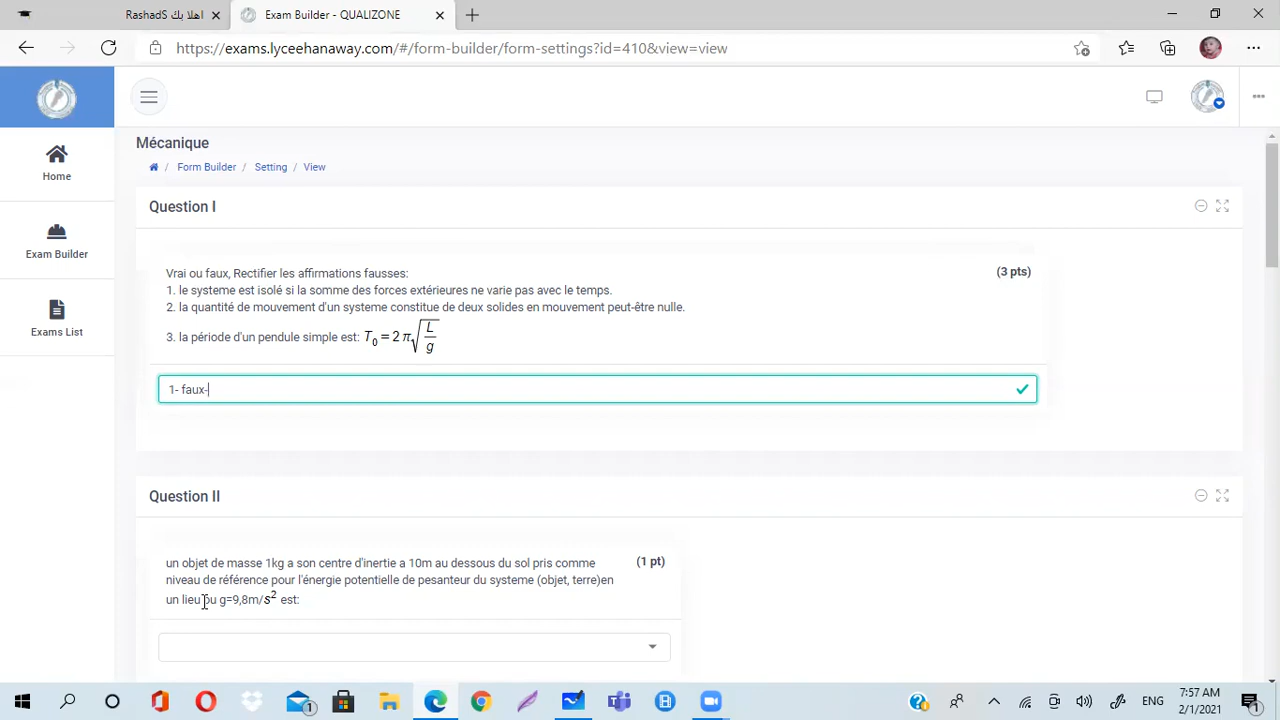 RashadS اهلا بك
Exam Builder - QUALIZONE
https://exams.lyceehanaway.com/#/form-builder/form-settings?id=410&view=view
Mécanique
Form Builder / Setting / View
Home
Exam Builder
Exams List
Question I
Vrai ou faux, Rectifier les affirmations fausses:
(3 pts)
1. le systeme est isolé si la somme des forces extérieures ne varie pas avec le temps.
2. la quantité de mouvement d'un systeme constitue de deux solides en mouvement peut-être nulle.
3. la période d'un pendule simple est: T₀ = 2 π√(L/g)
1- faux-
Question II
un objet de masse 1kg a son centre d'inertie a 10m au dessous du sol pris comme
(1 pt)
niveau de référence pour l'énergie potentielle de pesanteur du systeme (objet, terre)en
un lieu ou g=9,8m/s² est:
ENG
7:57 AM
2/1/2021